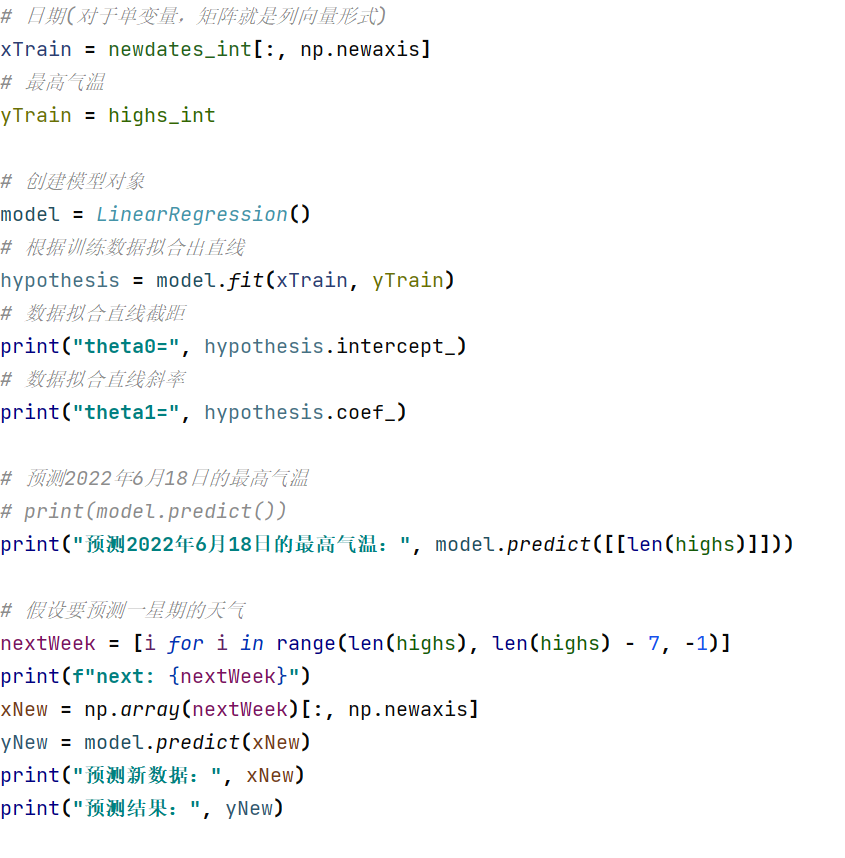 # 日期(对于单变量，矩阵就是列向量形式)
xTrain = newdates_int[:, np.newaxis]
# 最高气温
yTrain = highs_int
# 创建模型对象
model = LinearRegression()
# 根据训练数据拟合出直线
hypothesis = model.fit(xTrain, yTrain)
# 数据拟合直线截距
print("theta0=", hypothesis.intercept_)
# 数据拟合直线斜率
print("theta1=", hypothesis.coef_)
# 预测2022年6月18日的最高气温
# print(model.predict())
print("预测2022年6月18日的最高气温：", model.predict([[len(highs)]]))
# 假设要预测一星期的天气
nextWeek = [i for i in range(len(highs), len(highs) - 7, -1)]
print(f"next: {nextWeek}")
xNew = np.array(nextWeek)[:, np.newaxis]
yNew = model.predict(xNew)
print("预测新数据：", xNew)
print("预测结果：", yNew)